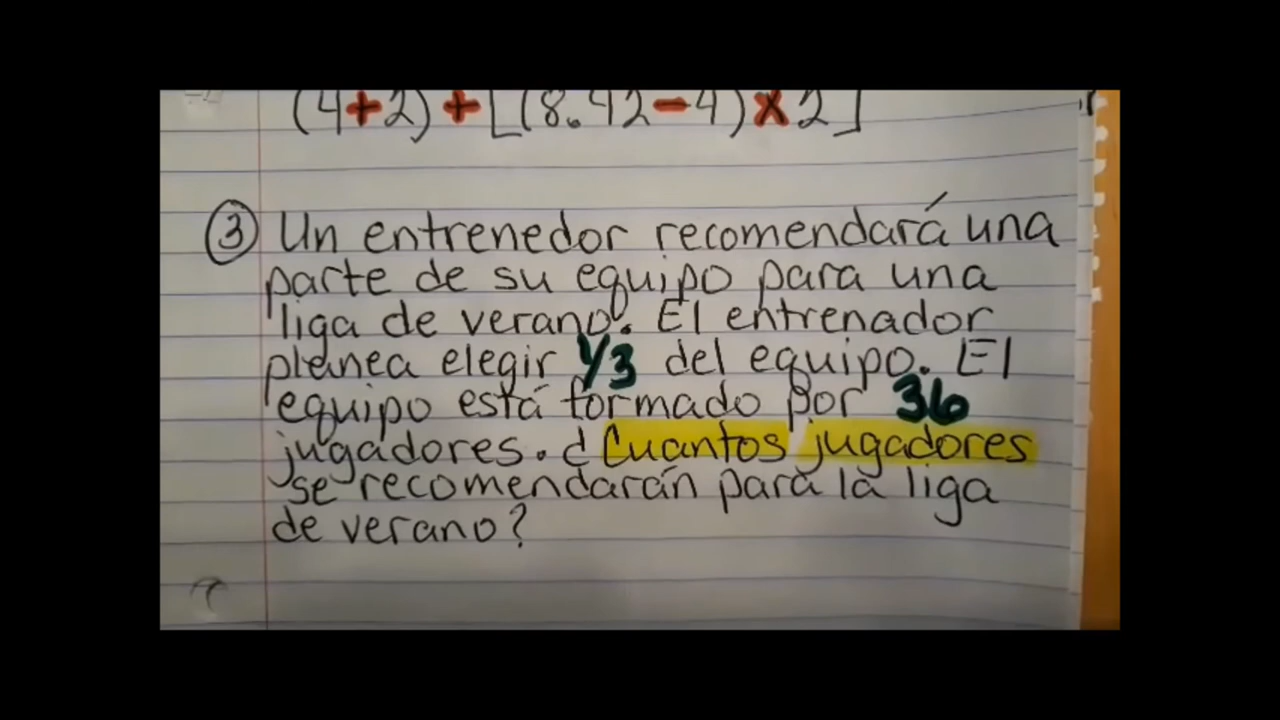 (4+2)+[(8.42-4)x2]
③ Un entrenedor recomendará una
parte de su equipo para una
liga de verano. El entrenador
planea elegir 1/3 del equipo. El
equipo está formado por 36
jugadores. ¿Cuantos jugadores
se recomendarán para la liga
de verano?